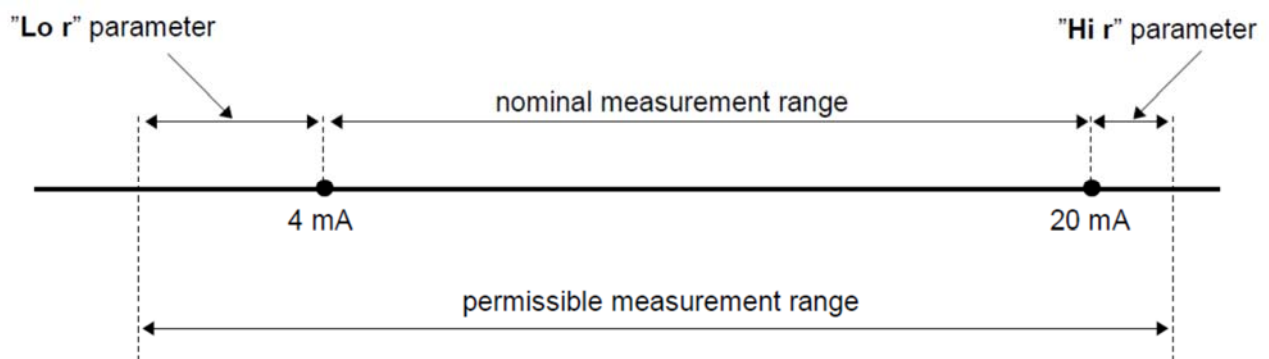 ”Lo r” parameter
”Hi r” parameter
nominal measurement range
4 mA
20 mA
permissible measurement range